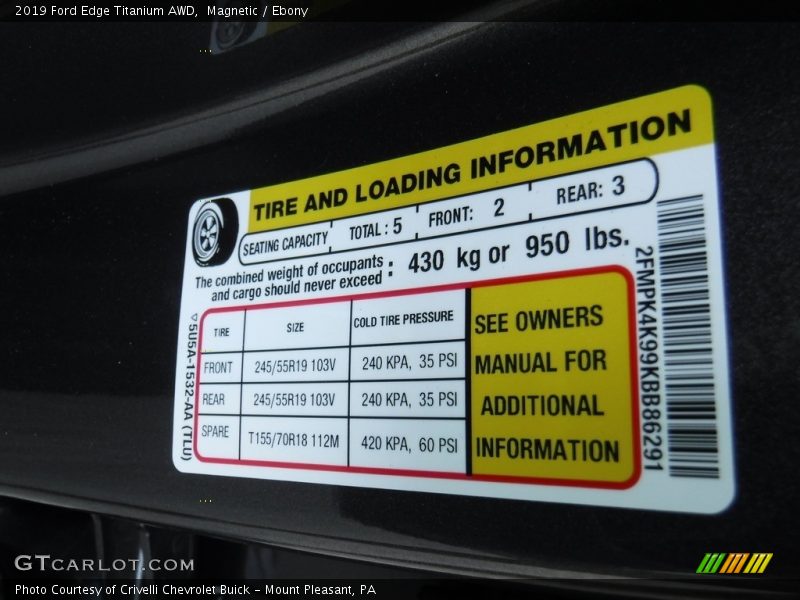 2019 Ford Edge Titanium AWD,  Magnetic / Ebony
TIRE AND LOADING INFORMATION
SEATING CAPACITY TOTAL : 5 FRONT: 2 REAR: 3
The combined weight of occupants
and cargo should never exceed : 430 kg or 950 lbs.
TIRE SIZE COLD TIRE PRESSURE
FRONT 245/55R19 103V 240 KPA, 35 PSI
REAR 245/55R19 103V 240 KPA, 35 PSI
SPARE T155/70R18 112M 420 KPA, 60 PSI
SEE OWNERS
MANUAL FOR
ADDITIONAL
INFORMATION
▽5U5A-1532-AA (TLU)
2FMPK4K99KBB86291
GTCARLOT.COM
Photo Courtesy of Crivelli Chevrolet Buick - Mount Pleasant, PA